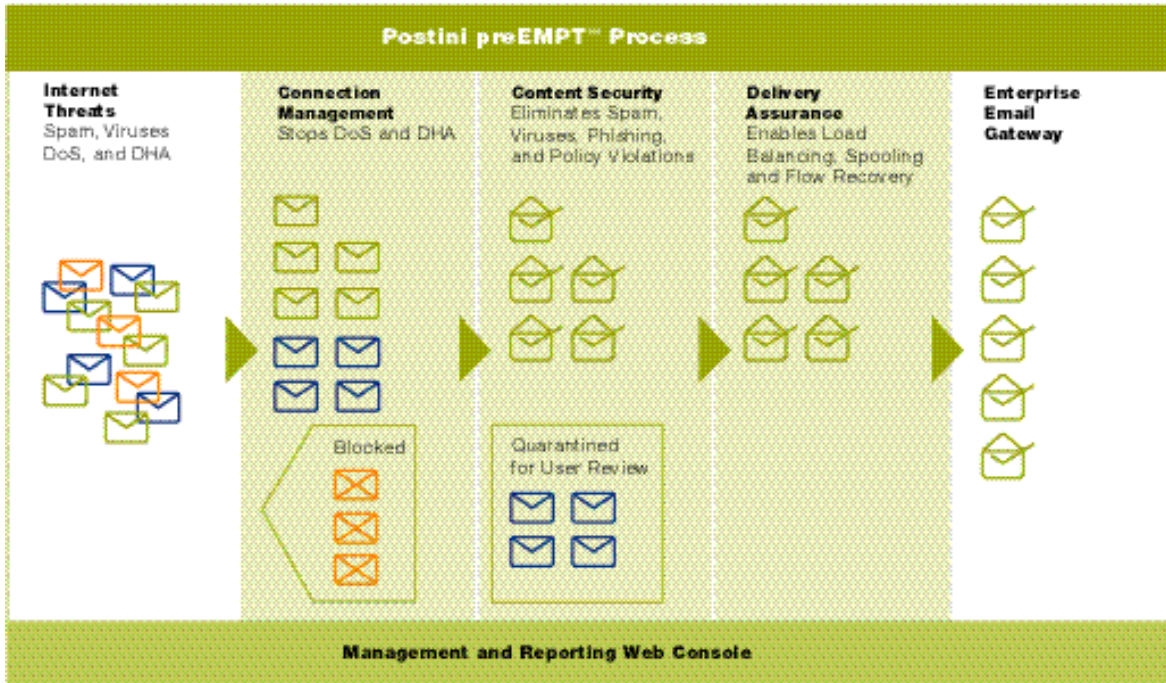 Postini preEMPT℠ Process
Internet
Threats
Spam, Viruses
DoS, and DHA
Connection
Management
Stops DoS and DHA
Content Security
Eliminates Spam,
Viruses, Phishing,
and Policy Violations
Delivery
Assurance
Enables Load
Balancing, Spooling
and Flow Recovery
Enterprise
Email
Gateway
Blocked
Quarantined
for User Review
Management and Reporting Web Console